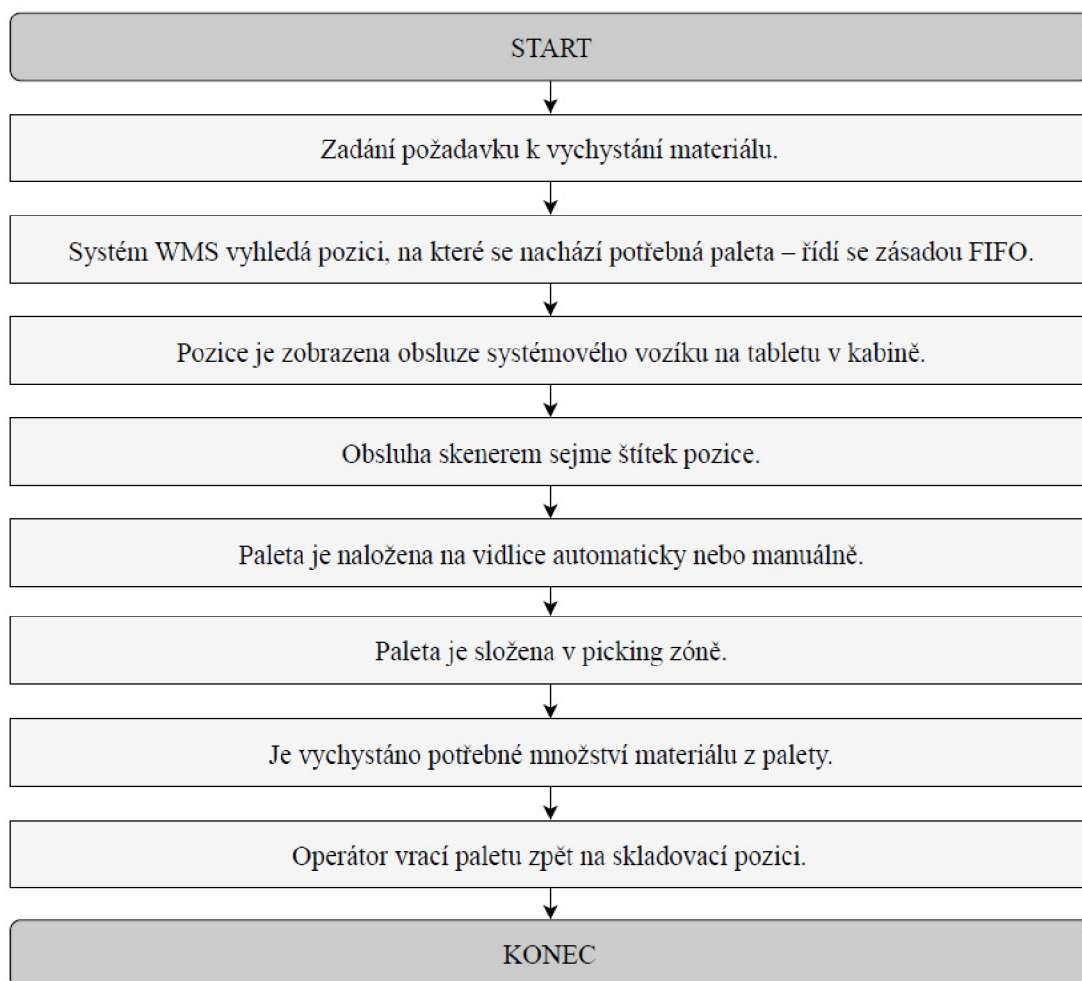 START
Zadání požadavku k vychystání materiálu.
Systém WMS vyhledá pozici, na které se nachází potřebná paleta – řídí se zásadou FIFO.
Pozice je zobrazena obsluze systémového vozíku na tabletu v kabině.
Obsluha skenerem sejme štítek pozice.
Paleta je naložena na vidlice automaticky nebo manuálně.
Paleta je složena v picking zóně.
Je vychystáno potřebné množství materiálu z palety.
Operátor vrací paletu zpět na skladovací pozici.
KONEC